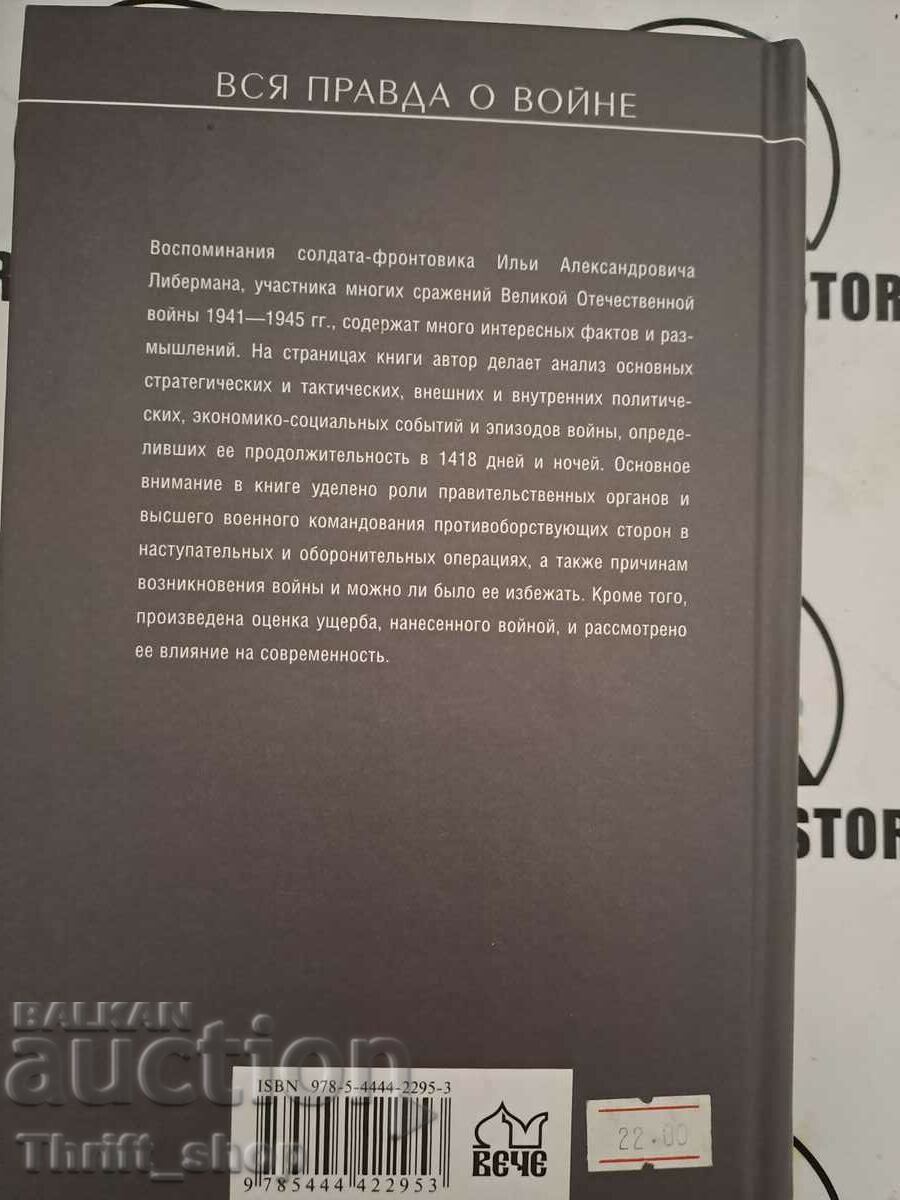 ВСЯ ПРАВДА О ВОЙНЕ
Воспоминания солдата-фронтовика Ильи Александровича
Либермана, участника многих сражений Великой Отечественной
войны 1941—1945 гг., содержат много интересных фактов и раз-
мышлений. На страницах книги автор делает анализ основных
стратегических и тактических, внешних и внутренних политиче-
ских, экономико-социальных событий и эпизодов войны, опреде-
ливших ее продолжительность в 1418 дней и ночей. Основное
внимание в книге уделено роли правительственных органов и
высшего военного командования противоборствующих сторон в
наступательных и оборонительных операциях, а также причинам
возникновения войны и можно ли было ее избежать. Кроме того,
произведена оценка ущерба, нанесенного войной, и рассмотрено
ее влияние на современность.
STOR
STOR
BALKAN
auction
Thrift_shop
ISBN 978-5-4444-2295-3
9 785444 422953
ВЕЧЕ
22.00